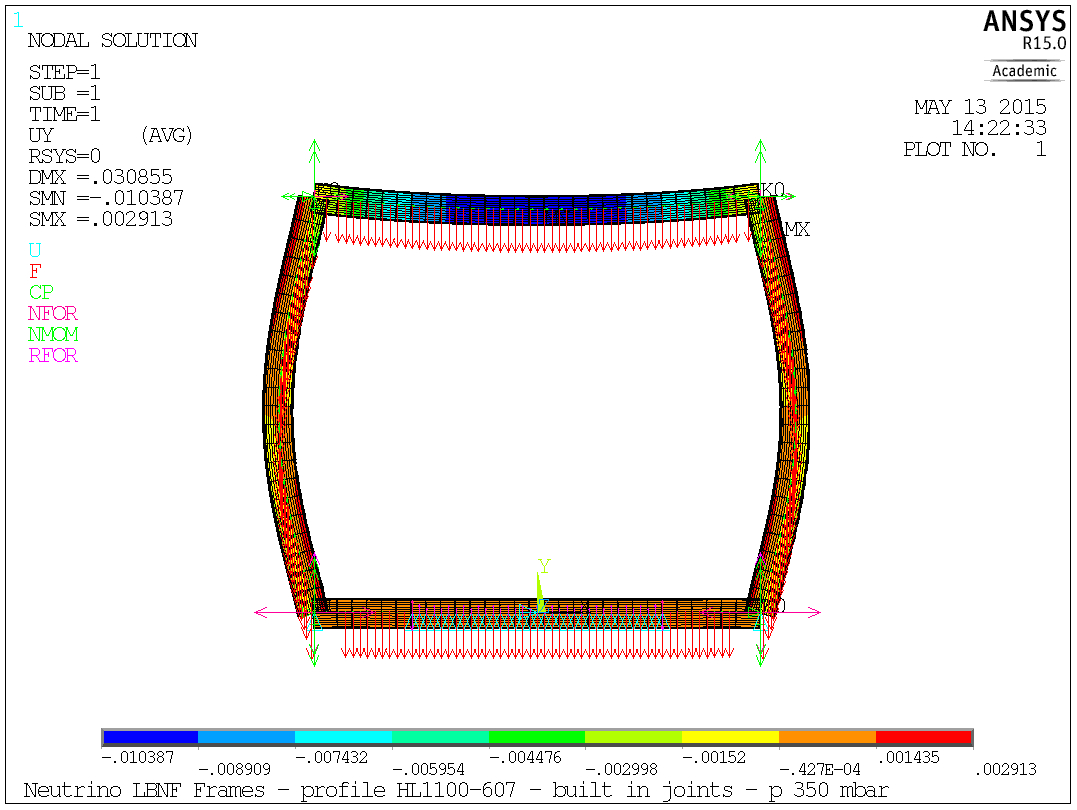 1
NODAL SOLUTION
STEP=1
SUB =1
TIME=1
UY (AVG)
RSYS=0
DMX =.030855
SMN =-.010387
SMX =.002913
U
F
CP
NFOR
NMOM
RFOR
ANSYS
R15.0
Academic
MAY 13 2015
14:22:33
PLOT NO. 1
MX
Y
-.010387 -.007432 -.004476 -.00152 .001435
-.008909 -.005954 -.002998 -.427E-04 .002913
Neutrino LBNF Frames - profile HL1100-607 - built in joints - p 350 mbar